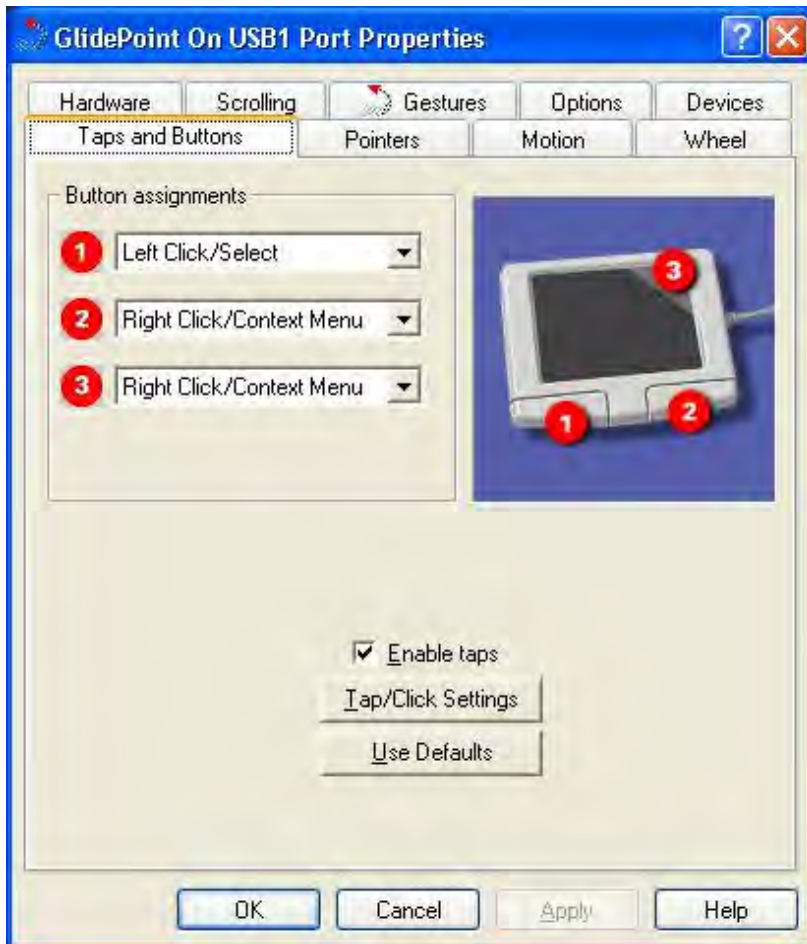 GlidePoint On USB1 Port Properties
?
Hardware Scrolling Gestures Options Devices
Taps and Buttons Pointers Motion Wheel
Button assignments
1 Left Click/Select
2 Right Click/Context Menu
3 Right Click/Context Menu
3
1 2
Enable taps
Tap/Click Settings
Use Defaults
OK Cancel Apply Help